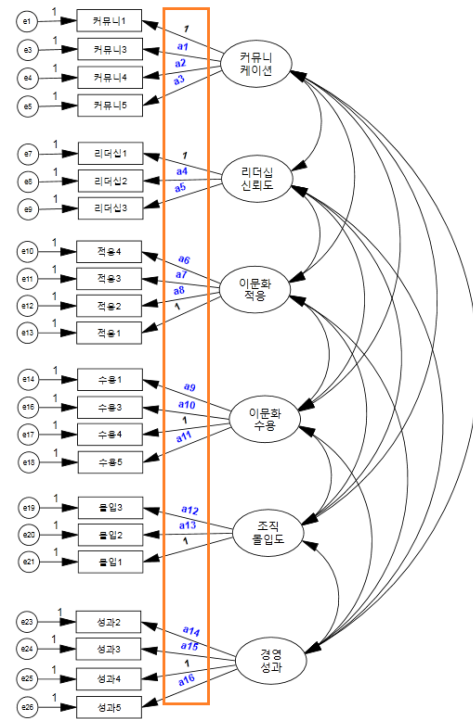 e1 1 커뮤니1 1
e3 1 커뮤니3 a1
e4 1 커뮤니4 a2
e5 1 커뮤니5 a3
커뮤니
케이션
e7 1 리더십1 1
e8 1 리더십2 a4
e9 1 리더십3 a5
리더십
신뢰도
e10 1 적응4 a6
e11 1 적응3 a7
e12 1 적응2 a8
e13 1 적응1 1
이문화
적응
e14 1 수용1 a9
e16 1 수용3 a10
e17 1 수용4 1
e18 1 수용5 a11
이문화
수용
e19 1 몰입3 a12
e20 1 몰입2 a13
e21 1 몰입1 1
조직
몰입도
e23 1 성과2 a14
e24 1 성과3 a15
e25 1 성과4 1
e26 1 성과5 a16
경영
성과